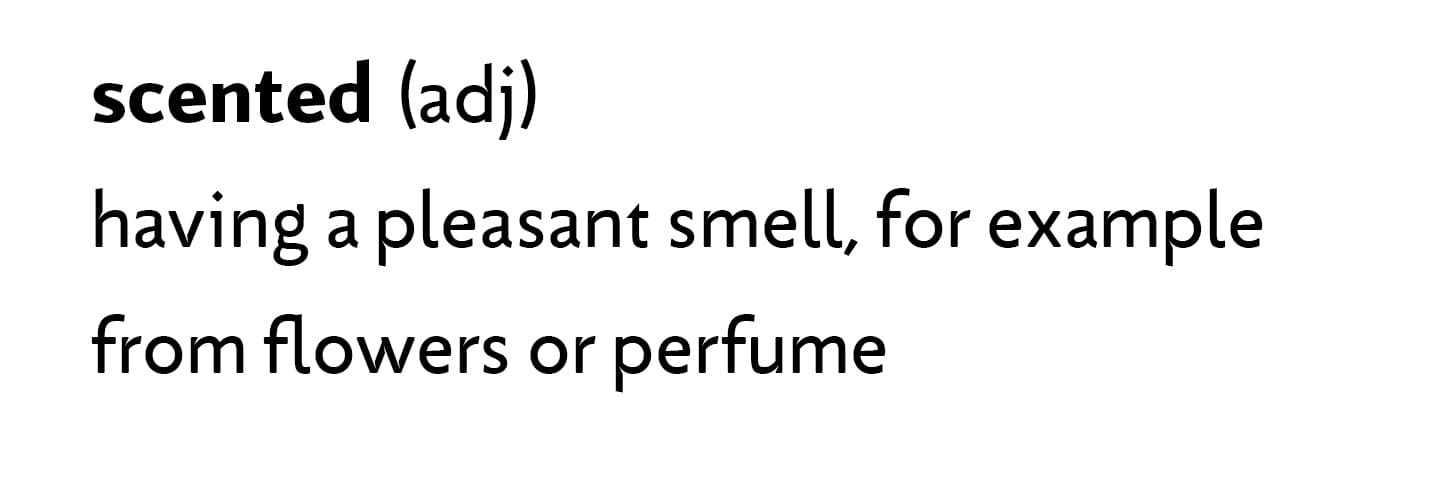 scented (adj)
having a pleasant smell, for example
from flowers or perfume